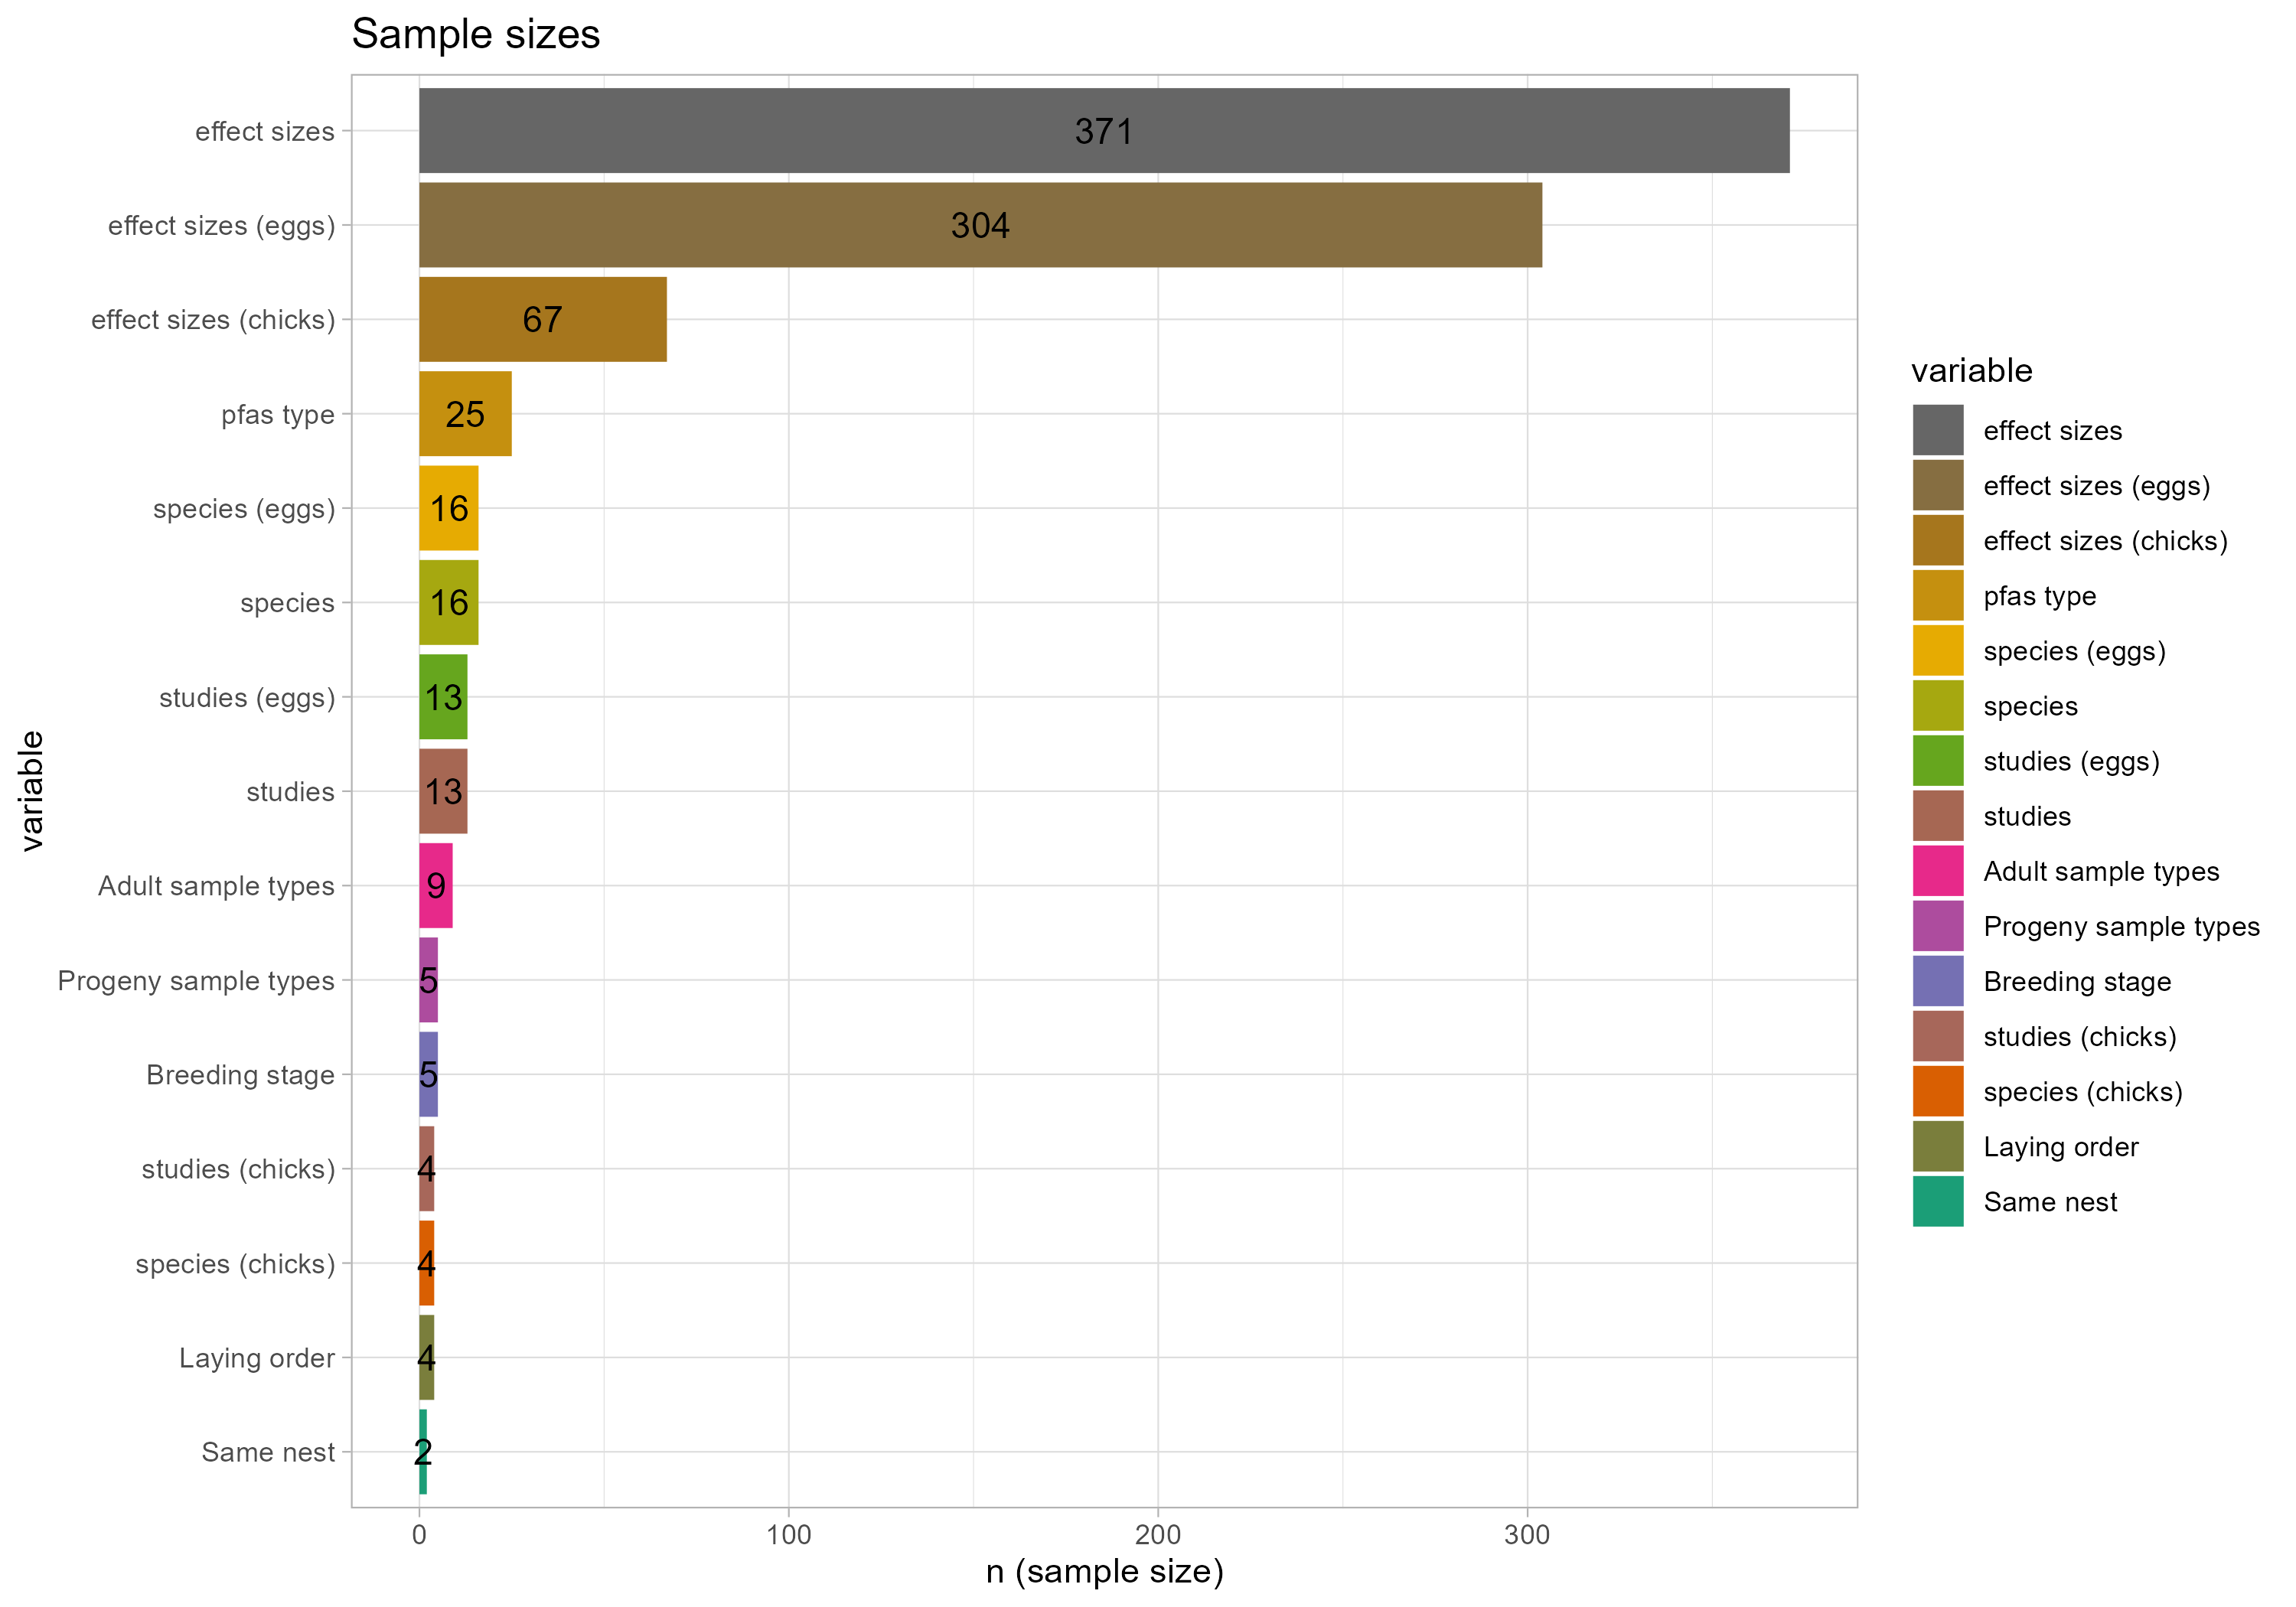 Sample sizes
effect sizes
371
effect sizes (eggs)
304
effect sizes (chicks)
67
pfas type
25
species (eggs)
16
species
16
studies (eggs)
13
studies
13
Adult sample types
9
Progeny sample types
5
Breeding stage
5
studies (chicks)
4
species (chicks)
4
Laying order
4
Same nest
2
variable
0
100
200
300
n (sample size)
variable
effect sizes
effect sizes (eggs)
effect sizes (chicks)
pfas type
species (eggs)
species
studies (eggs)
studies
Adult sample types
Progeny sample types
Breeding stage
studies (chicks)
species (chicks)
Laying order
Same nest